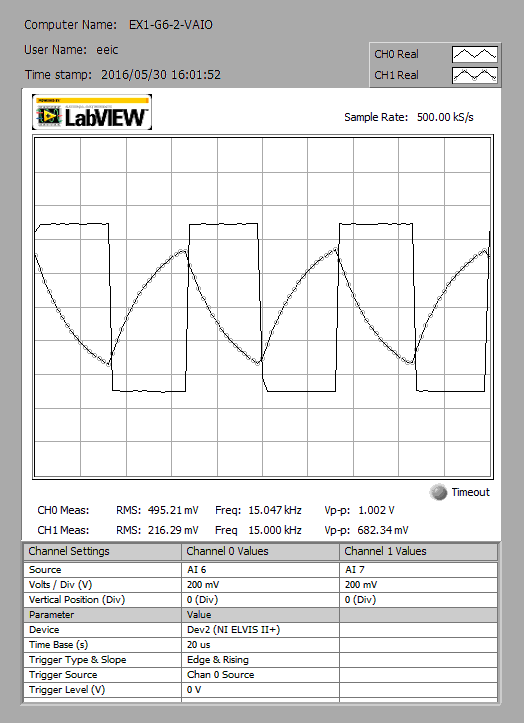 Computer Name: EX1-G6-2-VAIO
User Name: eeic
Time stamp: 2016/05/30 16:01:52
CH0 Real
CH1 Real
POWERED BY
LabVIEW
Sample Rate: 500.00 kS/s
Timeout
CH0 Meas: RMS: 495.21 mV Freq: 15.047 kHz Vp-p: 1.002 V
CH1 Meas: RMS: 216.29 mV Freq 15.000 kHz Vp-p: 682.34 mV
Channel Settings Channel 0 Values Channel 1 Values
Source AI 6 AI 7
Volts / Div (V) 200 mV 200 mV
Vertical Position (Div) 0 (Div) 0 (Div)
Parameter Value
Device Dev2 (NI ELVIS II+)
Time Base (s) 20 us
Trigger Type & Slope Edge & Rising
Trigger Source Chan 0 Source
Trigger Level (V) 0 V